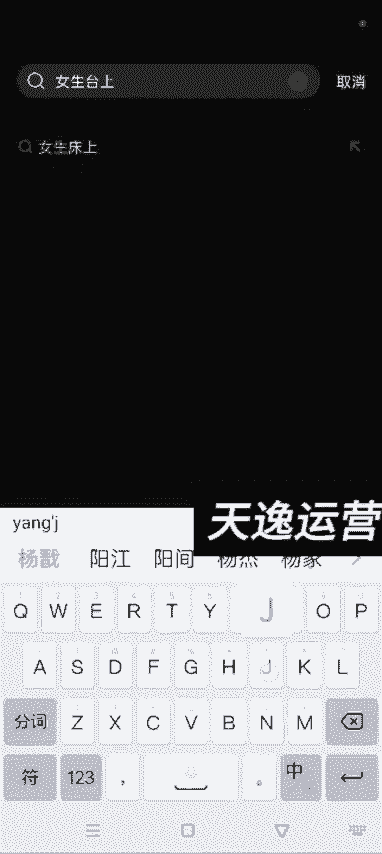 女生台上 取消
女生床上
天逸运营
yang'j
杨戬 阳江 阳间 杨杰 杨家
Q W E R T Y J O P
A S D F G H J K L
分词 Z X C V B N M
符 123 , 。 中